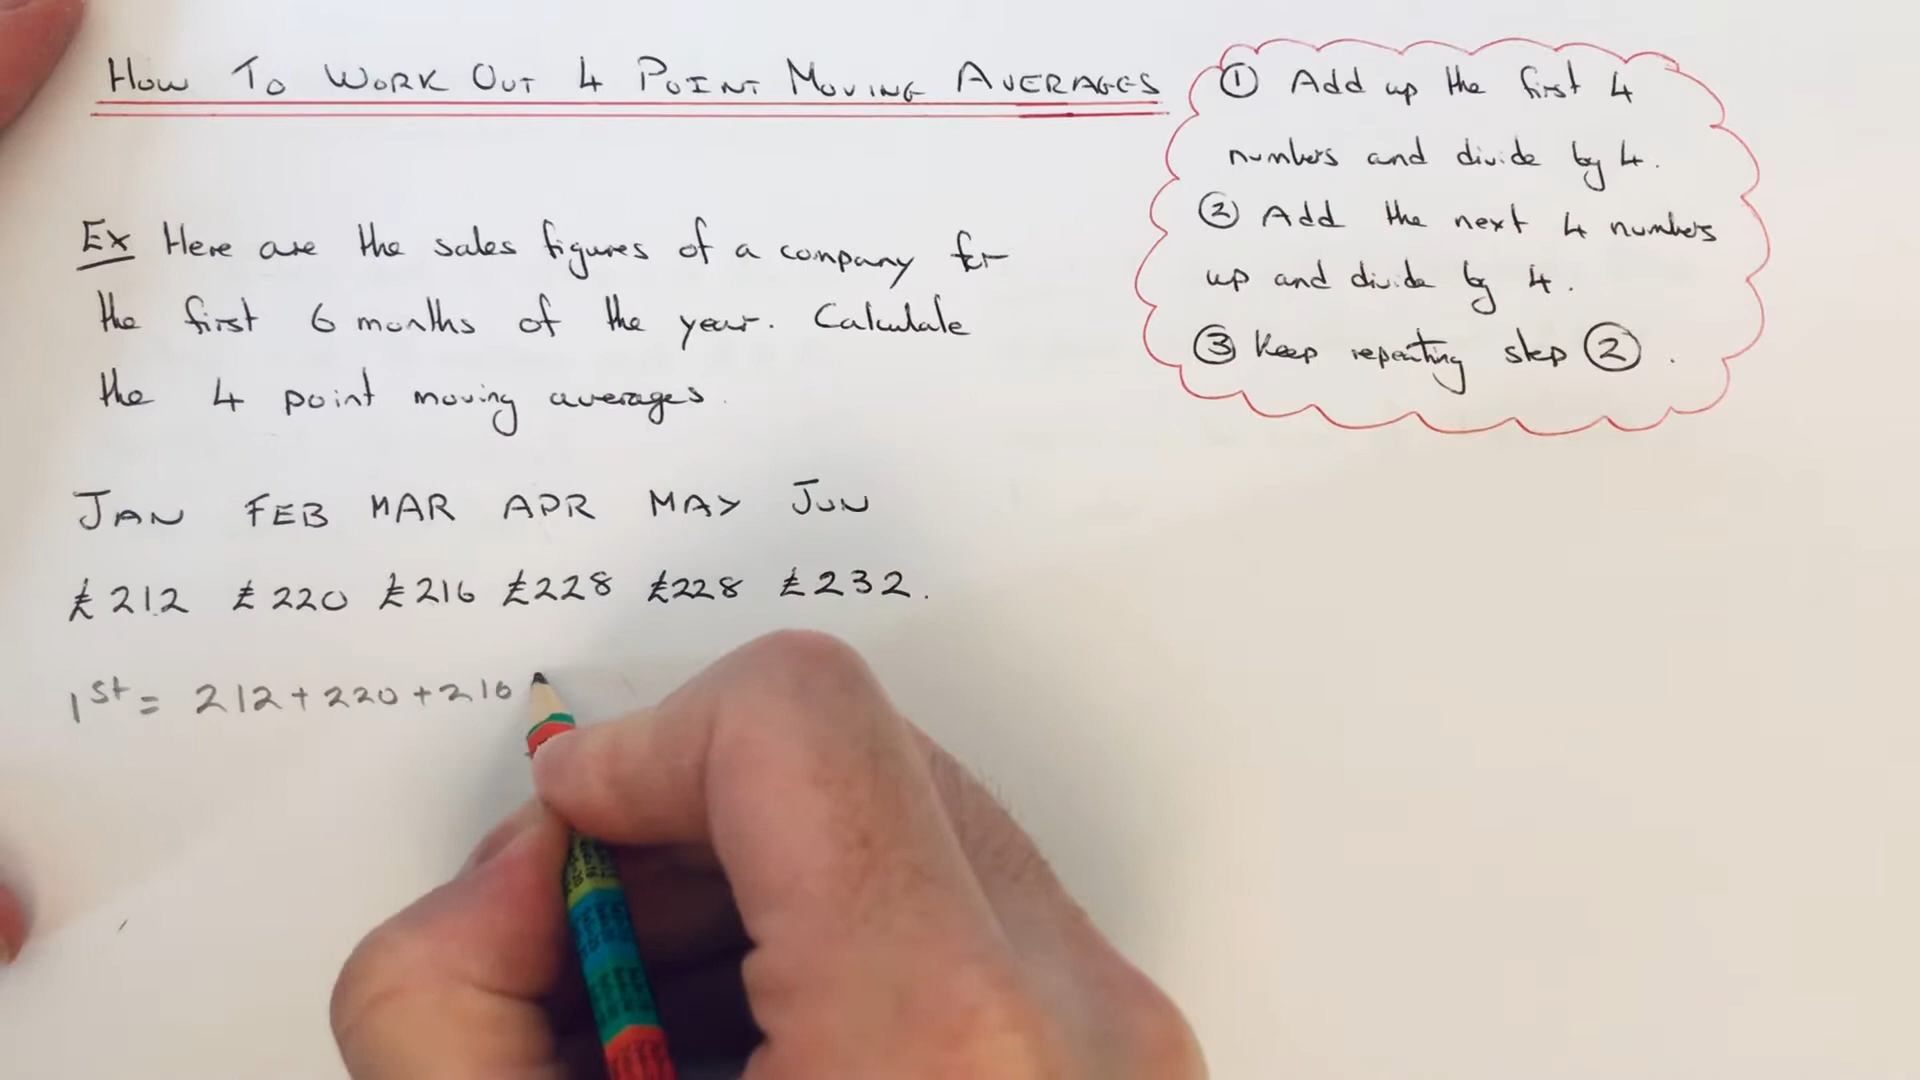 How To Work Out 4 Point Moving Averages
Ex Here are the sales figures of a company for
the first 6 months of the year. Calculate
the 4 point moving averages.
JAN FEB MAR APR MAY JUN
£212 £220 £216 £228 £228 £232.
1st = 212+220+216
① Add up the first 4
numbers and divide by 4.
② Add the next 4 numbers
up and divide by 4.
③ Keep repeating step ②.